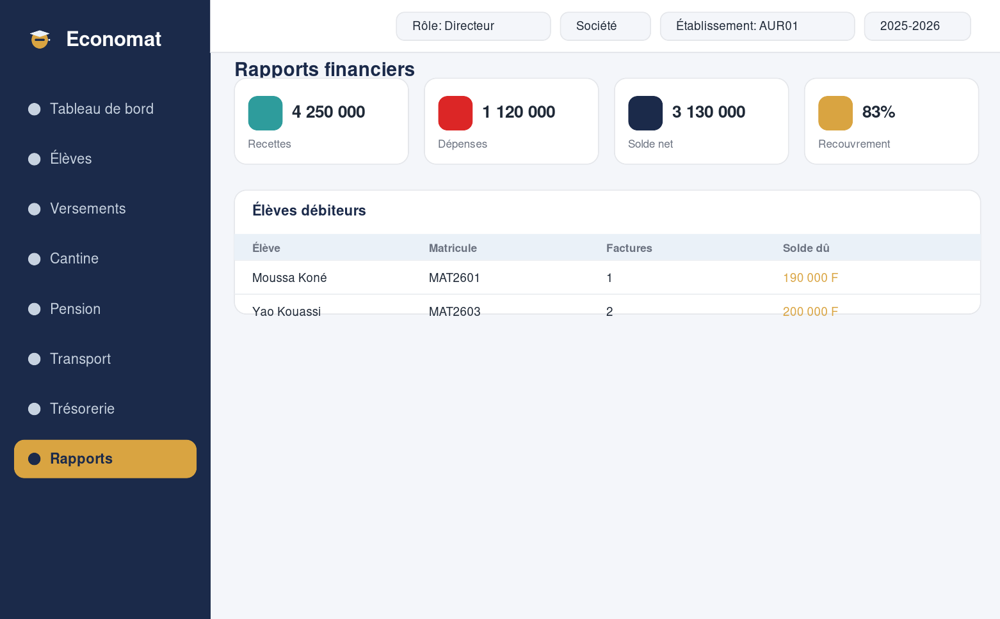 Economat
Rôle: Directeur
Société
Établissement: AUR01
2025-2026
Tableau de bord
Élèves
Versements
Cantine
Pension
Transport
Trésorerie
Rapports
Rapports financiers
4 250 000
Recettes
1 120 000
Dépenses
3 130 000
Solde net
83%
Recouvrement
Élèves débiteurs
Élève Matricule Factures Solde dû
Moussa Koné MAT2601 1 190 000 F
Yao Kouassi MAT2603 2 200 000 F